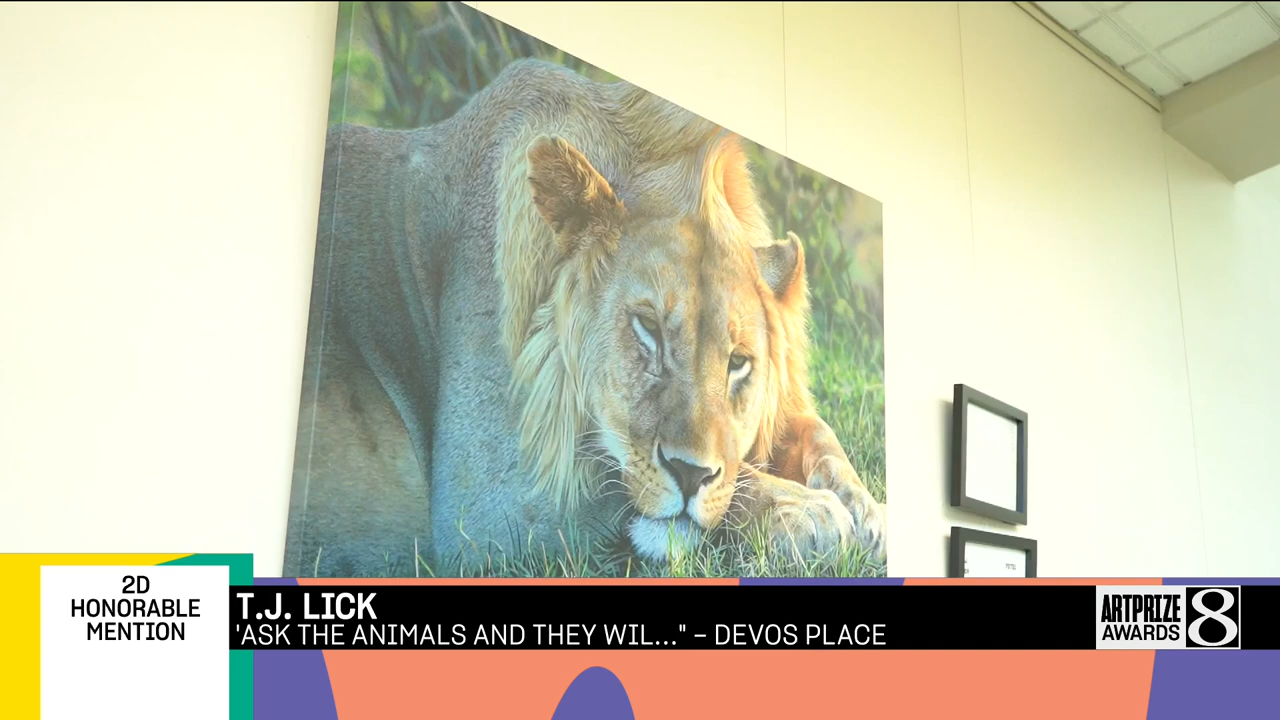 2D
HONORABLE
MENTION
T.J. LICK
'ASK THE ANIMALS AND THEY WIL..." – DEVOS PLACE
ARTPRIZE
AWARDS
8